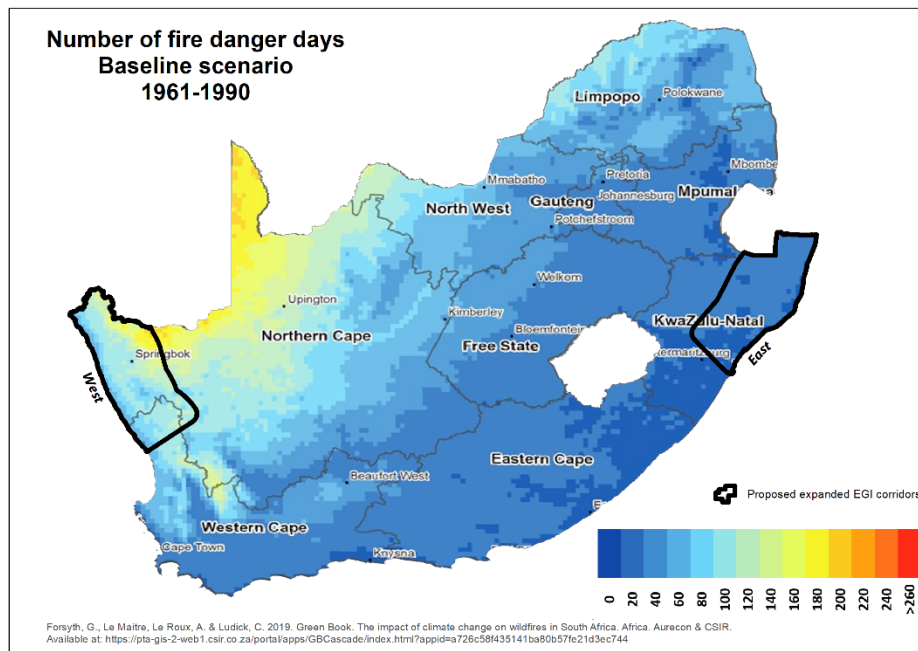 Number of fire danger days
Baseline scenario
1961-1990
Limpopo
Polokwane
Mbombe
Mmabatho
Pretoria
North West
Gauteng
Johannesburg
Mpumal
Potchefstroom
Welkom
Upington
Northern Cape
Kimberley
KwaZulu-Natal
Bloemfontein
Free State
Springbok
West
East
Eastern Cape
Beaufort West
Proposed expanded EGI corridors
Western Cape
Cape Town
Knysna
0 20 40 60 80 100 120 140 160 180 200 220 240 >260
Forsyth, G., Le Maitre, Le Roux, A. & Ludick, C. 2019. Green Book. The impact of climate change on wildfires in South Africa. Africa. Aurecon & CSIR.
Available at: https://pta-gis-2-web1.csir.co.za/portal/apps/GBCascade/index.html?appid=a726c58f435141ba80b57fe21d3ec744